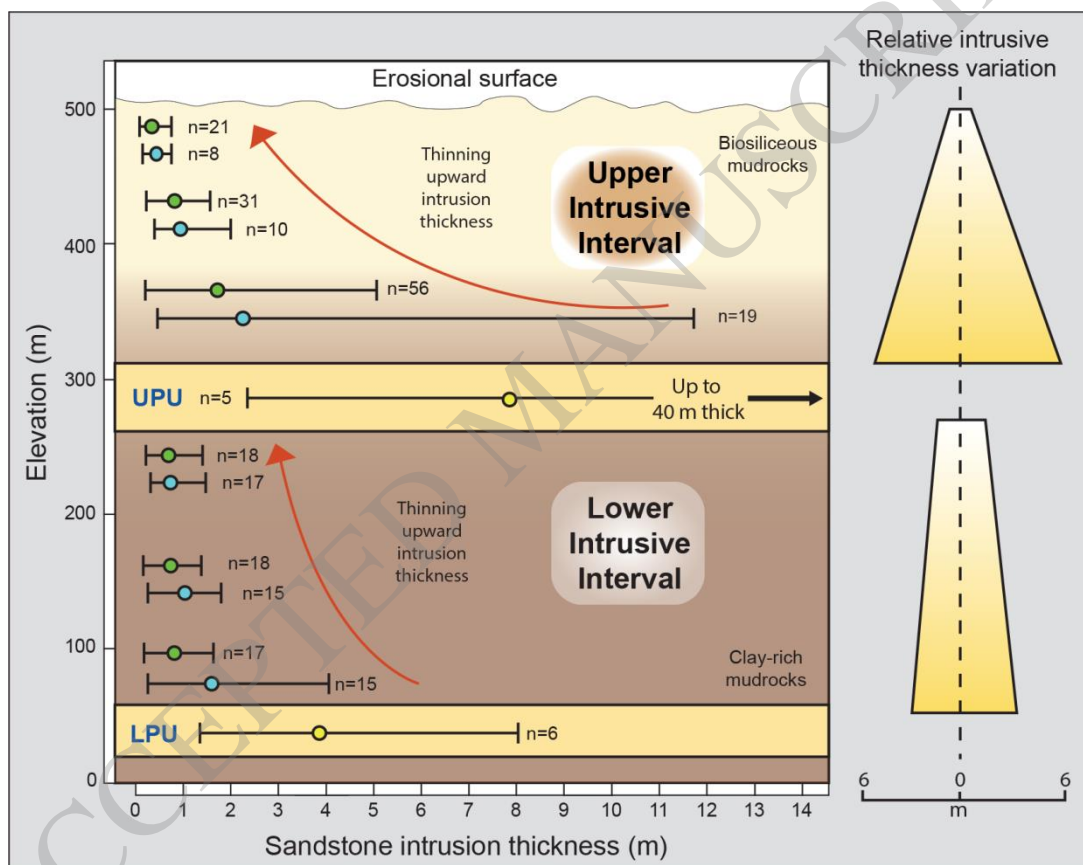 Relative intrusive
thickness variation
Erosional surface
500
n=21
n=8
Thinning
upward
intrusion
thickness
Biosiliceous
mudrocks
Upper
Intrusive
Interval
n=31
n=10
400
n=56
n=19
300
UPU
n=5
Up to
40 m thick
Elevation (m)
n=18
n=17
200
Thinning
upward
intrusion
thickness
Lower
Intrusive
Interval
n=18
n=15
100
n=17
n=15
Clay-rich
mudrocks
LPU
n=6
0
0 1 2 3 4 5 6 7 8 9 10 11 12 13 14
Sandstone intrusion thickness (m)
6 0 6
m
CCEPTED MANUSCRI